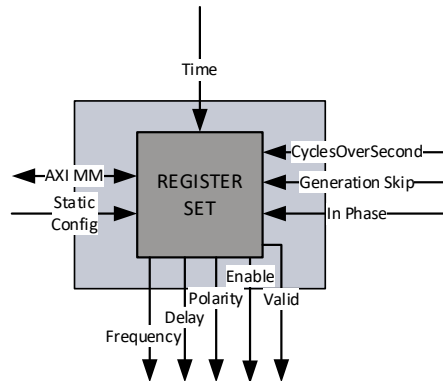 Time
CyclesOverSecond
AXI MM
REGISTER
SET
Generation Skip
Static
Config
In Phase
Enable
Polarity
Valid
Delay
Frequency